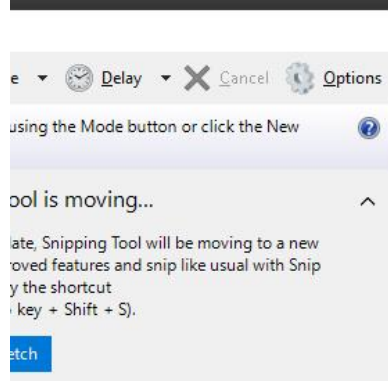 e Delay Cancel Options
using the Mode button or click the New
ool is moving...
late, Snipping Tool will be moving to a new
roved features and snip like usual with Snip
y the shortcut
key + Shift + S).
etch